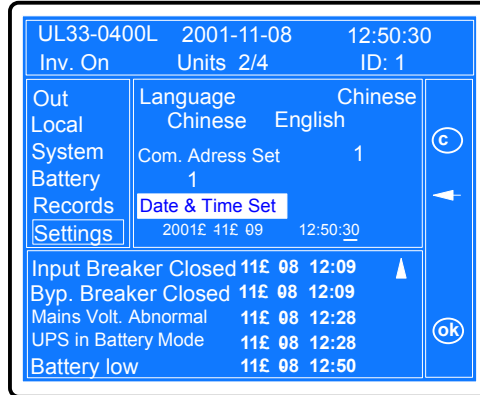 UL33-0400L 2001-11-08 12:50:30
Inv. On Units 2/4 ID: 1
Out
Local
System
Battery
Records
Settings
Language Chinese
Chinese English
Com. Adress Set 1
1
Date & Time Set
2001£ 11£ 09 12:50:30
C
ok
Input Breaker Closed 11£ 08 12:09
Byp. Breaker Closed 11£ 08 12:09
Mains Volt. Abnormal 11£ 08 12:28
UPS in Battery Mode 11£ 08 12:28
Battery low 11£ 08 12:50